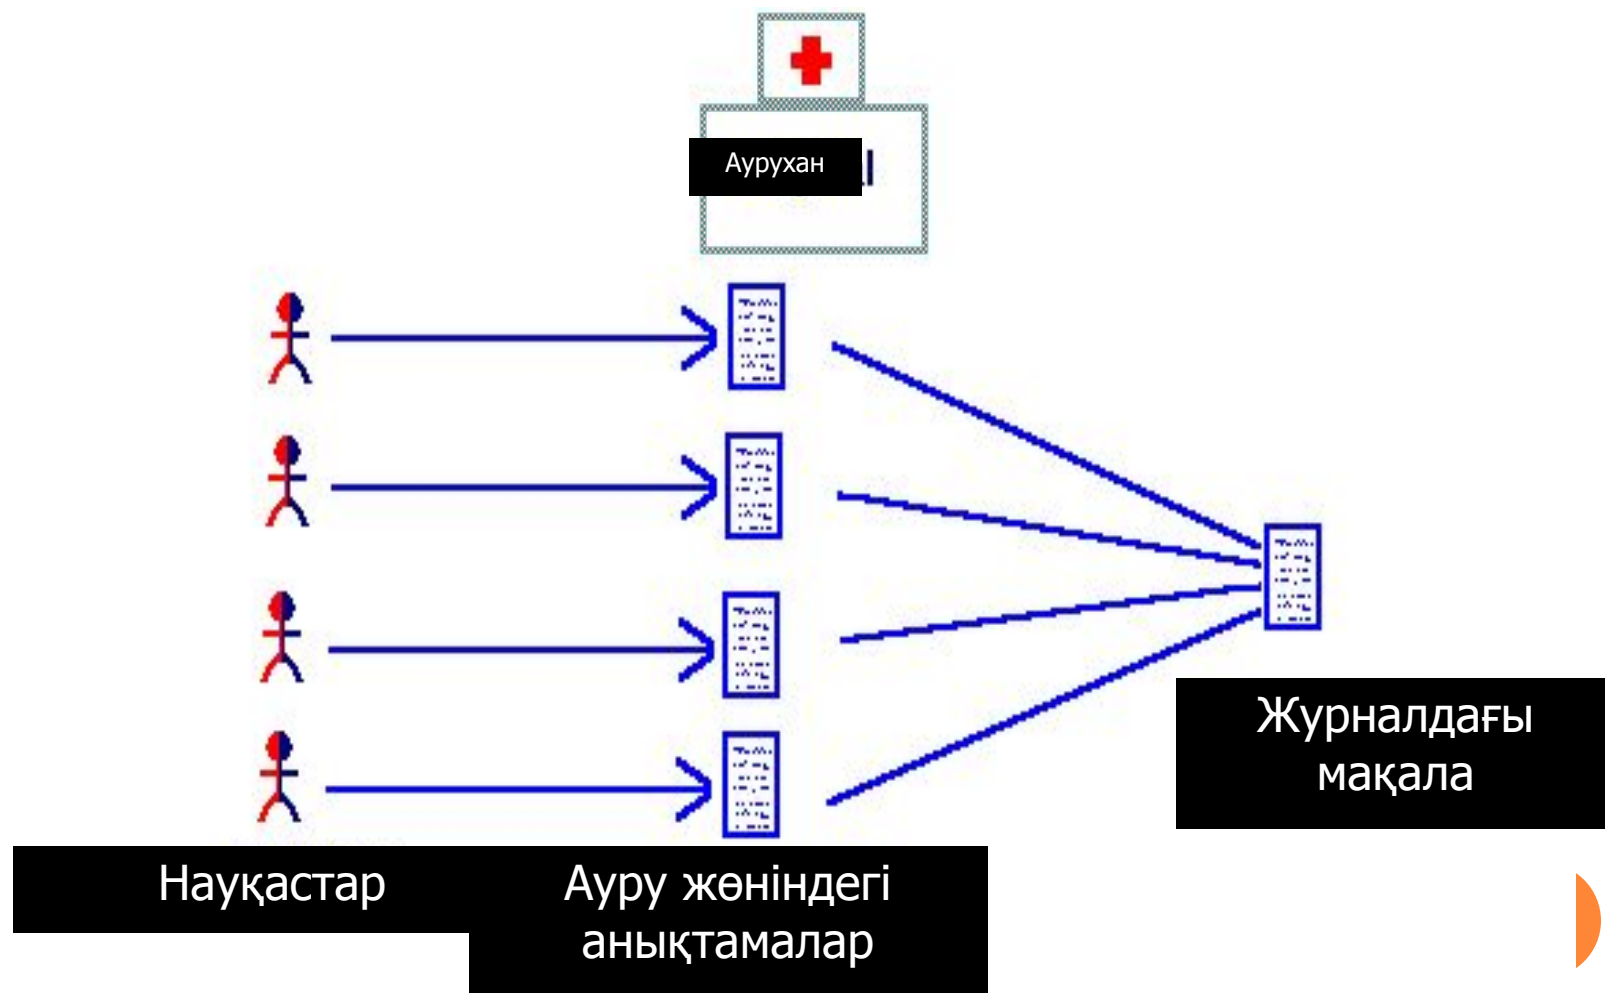 Аурухан
Науқастар
Ауру жөніндегі
анықтамалар
Журналдағы
мақала